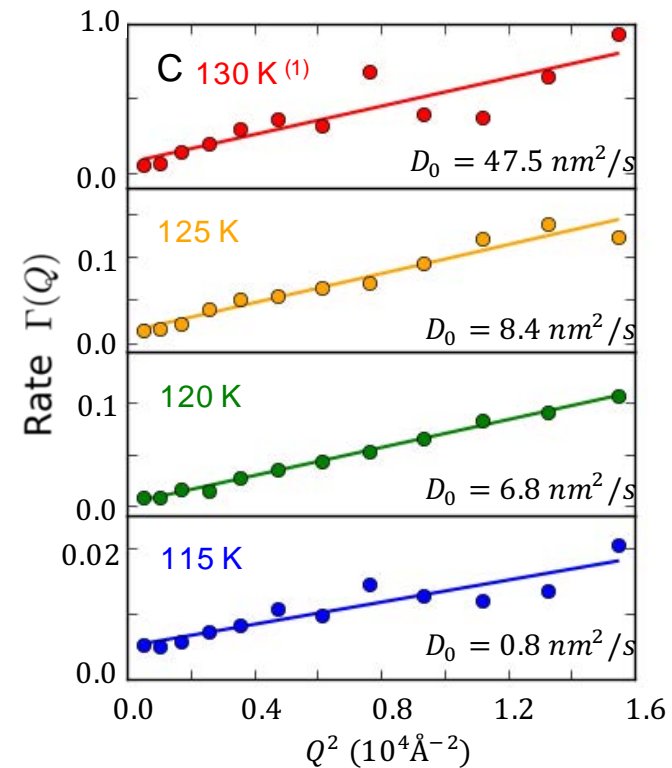 1.0
C 130 K (1)
D₀ = 47.5 nm²/s
0.0
125 K
0.1
D₀ = 8.4 nm²/s
0.0
120 K
0.1
D₀ = 6.8 nm²/s
0.0
115 K
0.02
D₀ = 0.8 nm²/s
0.0
Rate Γ(Q)
0.0 0.4 0.8 1.2 1.6
Q² (10⁴Å⁻²)